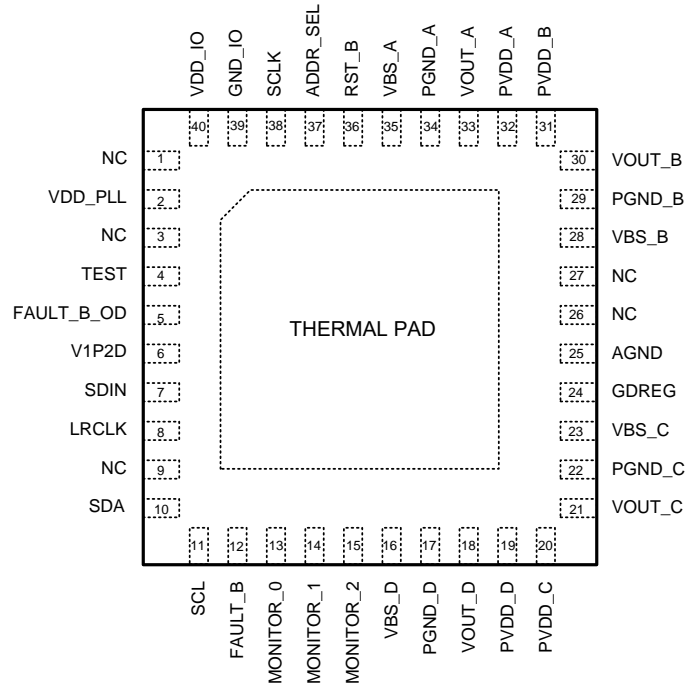 VDD_IO
GND_IO
SCLK
ADDR_SEL
RST_B
VBS_A
PGND_A
VOUT_A
PVDD_A
PVDD_B
40
39
38
37
36
35
34
33
32
31
NC
1
VDD_PLL
2
NC
3
TEST
4
FAULT_B_OD
5
V1P2D
6
SDIN
7
LRCLK
8
NC
9
SDA
10
THERMAL PAD
30
VOUT_B
29
PGND_B
28
VBS_B
27
NC
26
NC
25
AGND
24
GDREG
23
VBS_C
22
PGND_C
21
VOUT_C
11
12
13
14
15
16
17
18
19
20
SCL
FAULT_B
MONITOR_0
MONITOR_1
MONITOR_2
VBS_D
PGND_D
VOUT_D
PVDD_D
PVDD_C